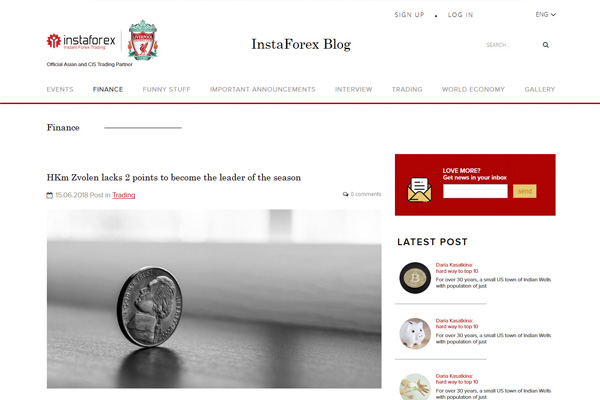 SIGN UP • LOG IN
ENG
instaforex
Instant Forex Trading
LIVERPOOL
Official Asian and CIS Trading Partner
InstaForex Blog
SEARCH...
EVENTS FINANCE FUNNY STUFF IMPORTANT ANNOUNCEMENTS INTERVIEW TRADING WORLD ECONOMY GALLERY
Finance
HKm Zvolen lacks 2 points to become the leader of the season
15.06.2018 Post in Trading
0 comments
LOVE MORE?
Get news in your inbox
send
LATEST POST
Daria Kasatkina:
hard way to top 10
For over 30 years, a small US town of Indian Wells
with population of just
Daria Kasatkina:
hard way to top 10
For over 30 years, a small US town of Indian Wells
with population of just
Daria Kasatkina:
hard way to top 10
For over 30 years, a small US town of Indian Wells
with population of just